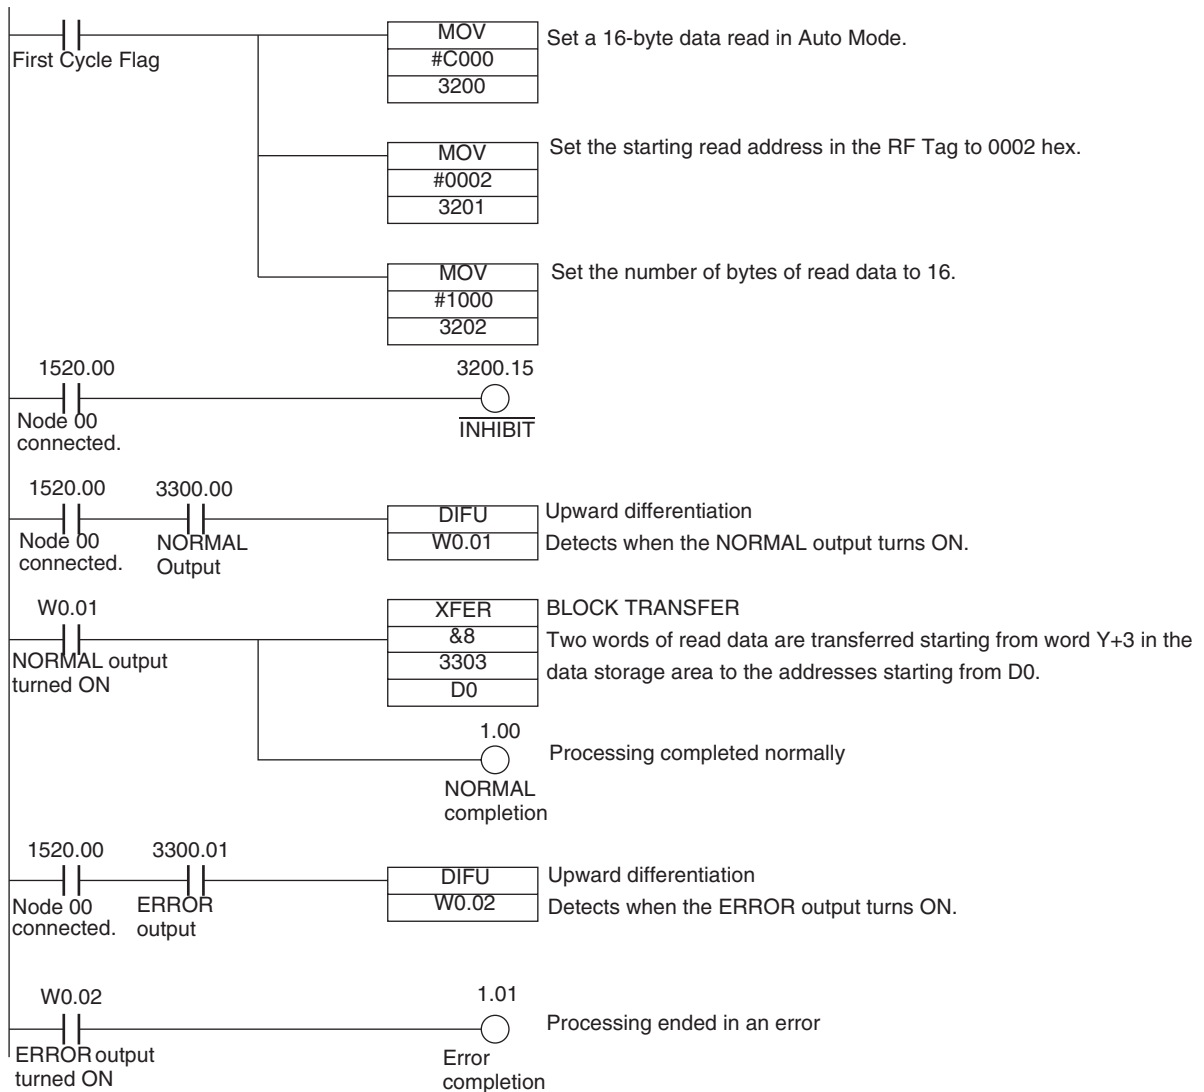 MOV
Set a 16-byte data read in Auto Mode.
First Cycle Flag
#C000
3200
MOV
Set the starting read address in the RF Tag to 0002 hex.
#0002
3201
MOV
Set the number of bytes of read data to 16.
#1000
3202
1520.00
3200.15
Node 00
connected.
INHIBIT
1520.00
3300.00
DIFU
Upward differentiation
Node 00
connected.
NORMAL
Output
W0.01
Detects when the NORMAL output turns ON.
W0.01
XFER
BLOCK TRANSFER
&8
Two words of read data are transferred starting from word Y+3 in the
NORMAL output
turned ON
3303
data storage area to the addresses starting from D0.
D0
1.00
Processing completed normally
NORMAL
completion
1520.00
3300.01
DIFU
Upward differentiation
Node 00
connected.
ERROR
output
W0.02
Detects when the ERROR output turns ON.
W0.02
1.01
Processing ended in an error
ERROR output
turned ON
Error
completion